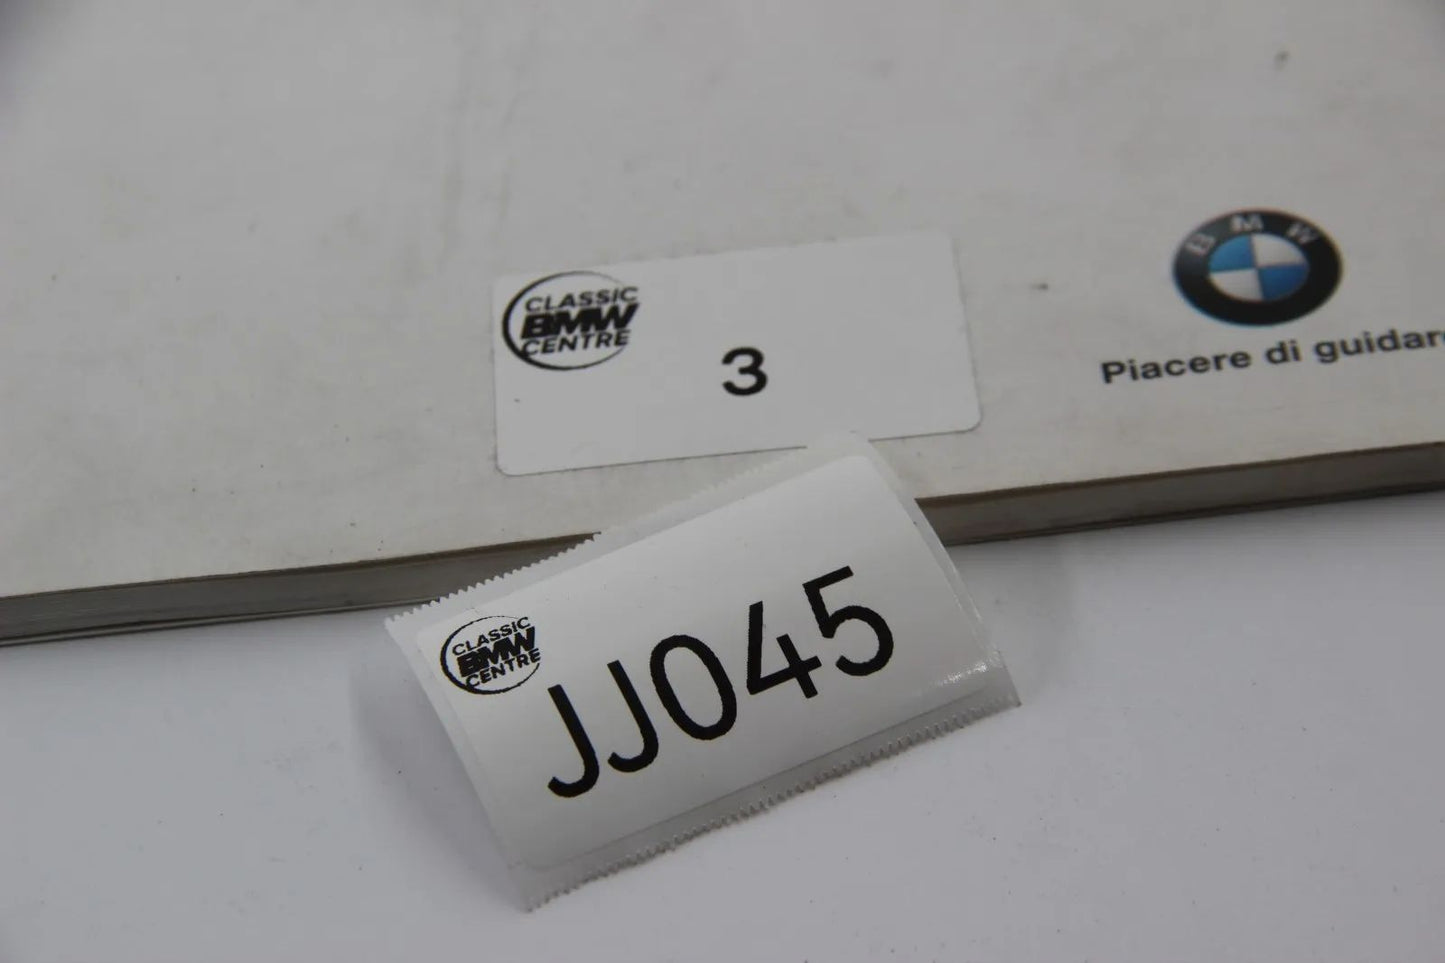 CLASSIC
BMW
CENTRE
3
BMW
Piacere di guidare
CLASSIC
BMW
CENTRE
JJ045